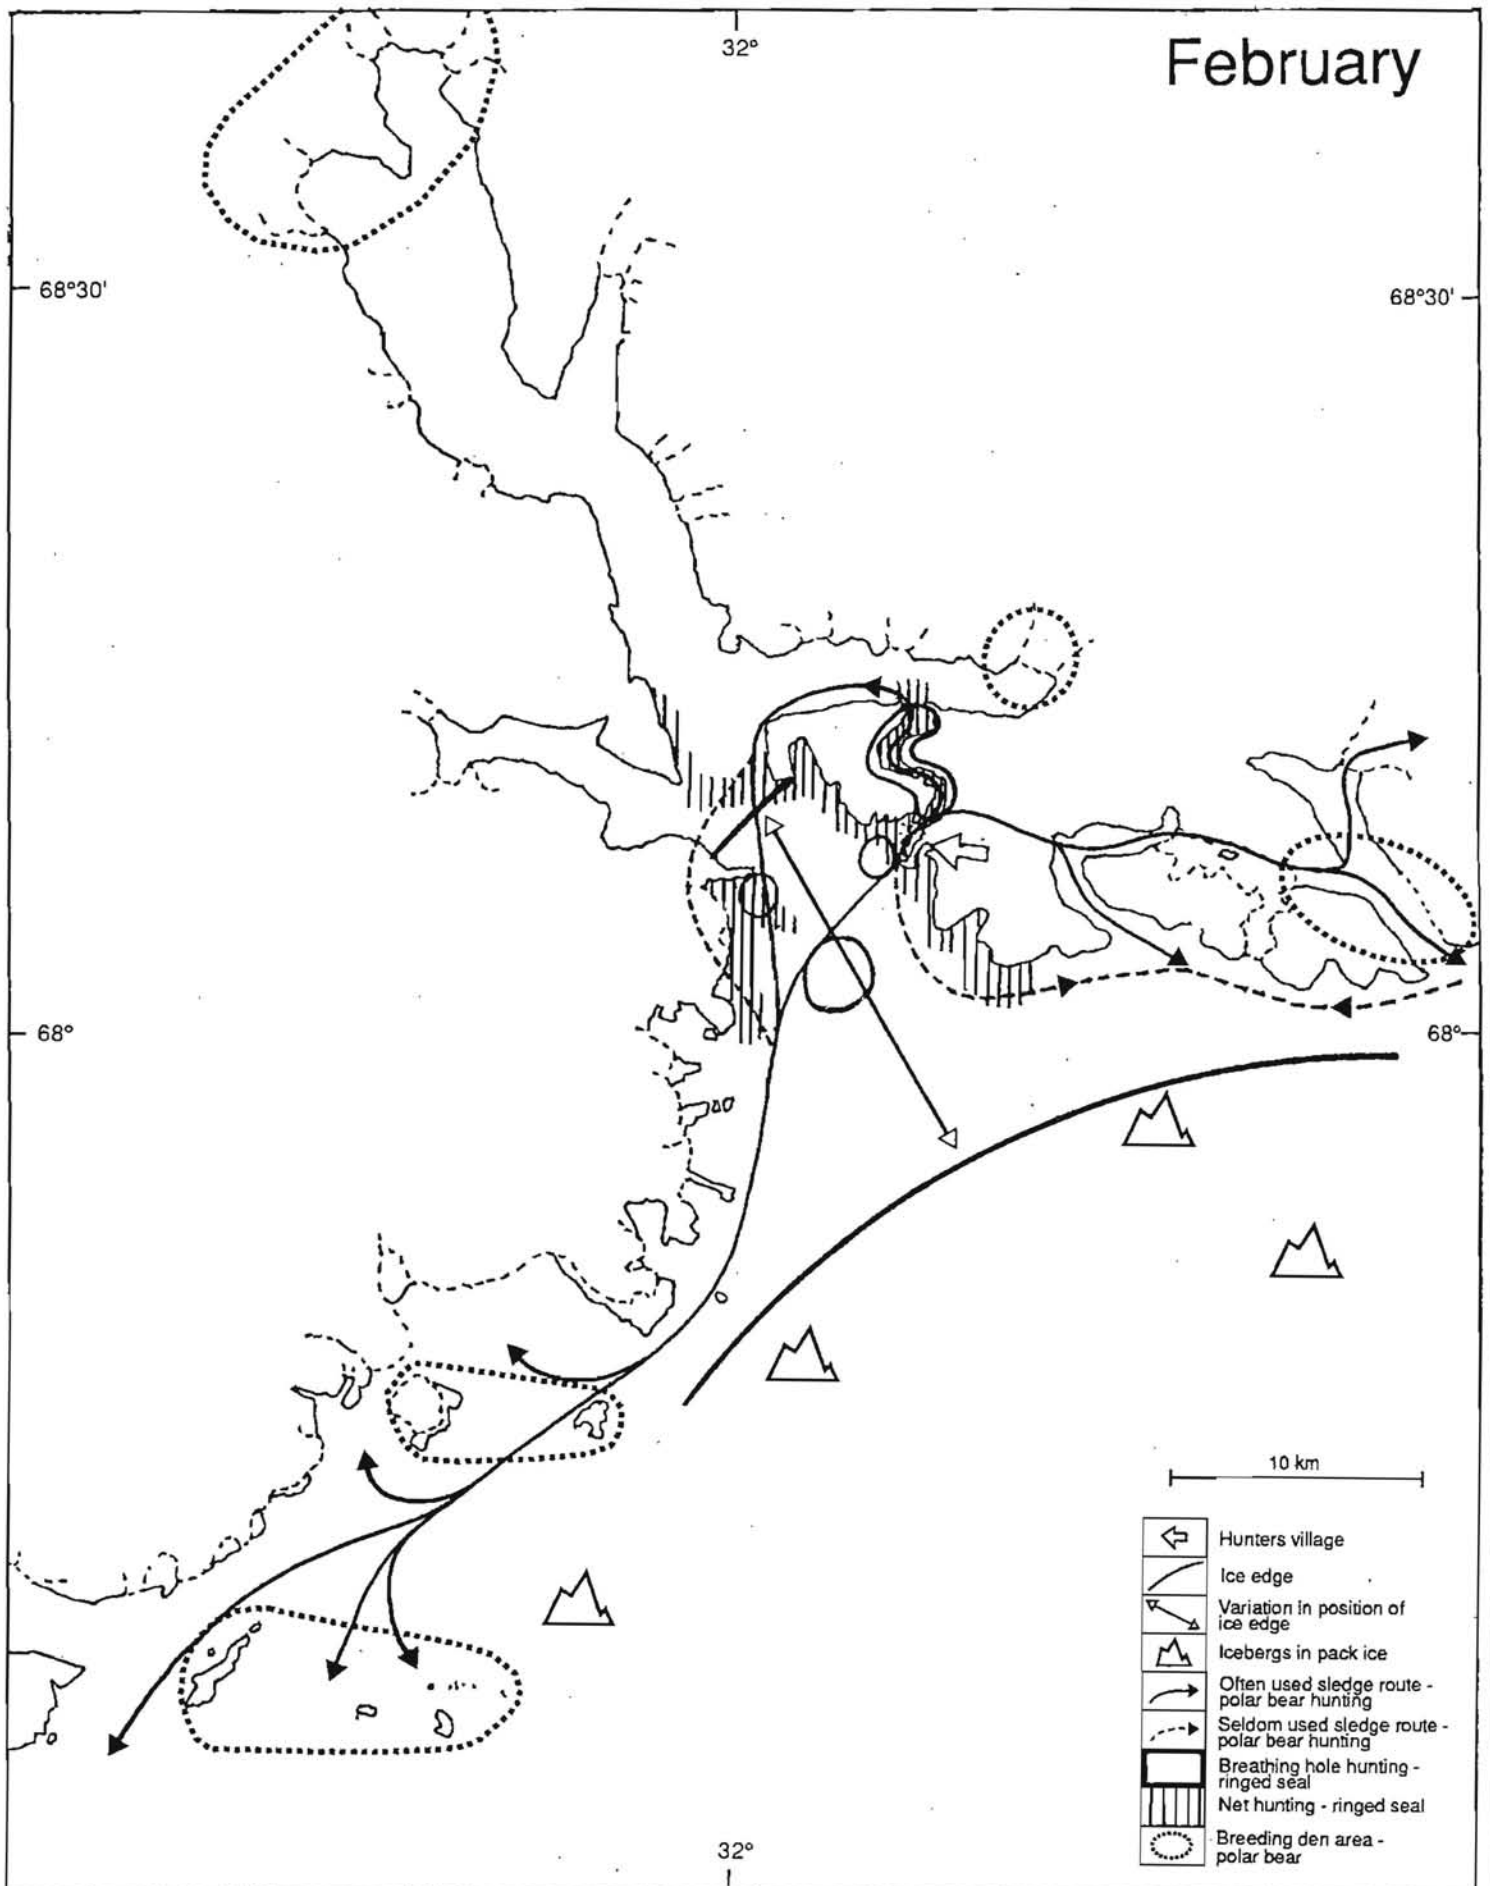 32°
February
68°30'
68°30'
68°
68°
10 km
Hunters village
Ice edge
Variation in position of
ice edge
Icebergs in pack ice
Often used sledge route -
polar bear hunting
Seldom used sledge route -
polar bear hunting
Breathing hole hunting -
ringed seal
Net hunting - ringed seal
Breeding den area -
polar bear
32°